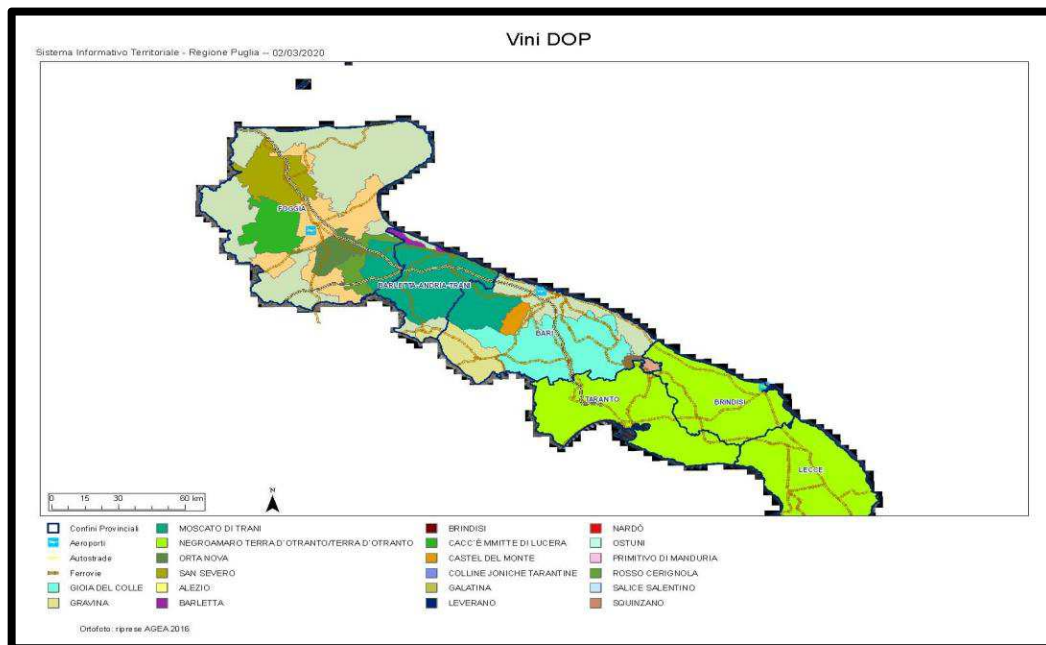 Vini DOP
Sistema Informativo Territoriale - Regione Puglia -- 02/03/2020
FOGGIA
BARLETTA-ANDRIA-TRANI
BARI
TARANTO
BRINDISI
LECCE
0 15 30 60 km
N
Confini Provinciali
Aeroporti
Autostrade
Ferrovie
GIOIA DEL COLLE
GRAVINA
MOSCATO DI TRANI
NEGROAMARO TERRA D'OTRANTO/TERRA D'OTRANTO
ORTA NOVA
SAN SEVERO
ALEZIO
BARLETTA
BRINDISI
CACC'È MMITTE DI LUCERA
CASTEL DEL MONTE
COLLINE JONICHE TARANTINE
GALATINA
LEVERANO
NARDÒ
OSTUNI
PRIMITIVO DI MANDURIA
ROSSO CERIGNOLA
SALICE SALENTINO
SQUINZANO
Ortofoto: riprese AGEA 2016